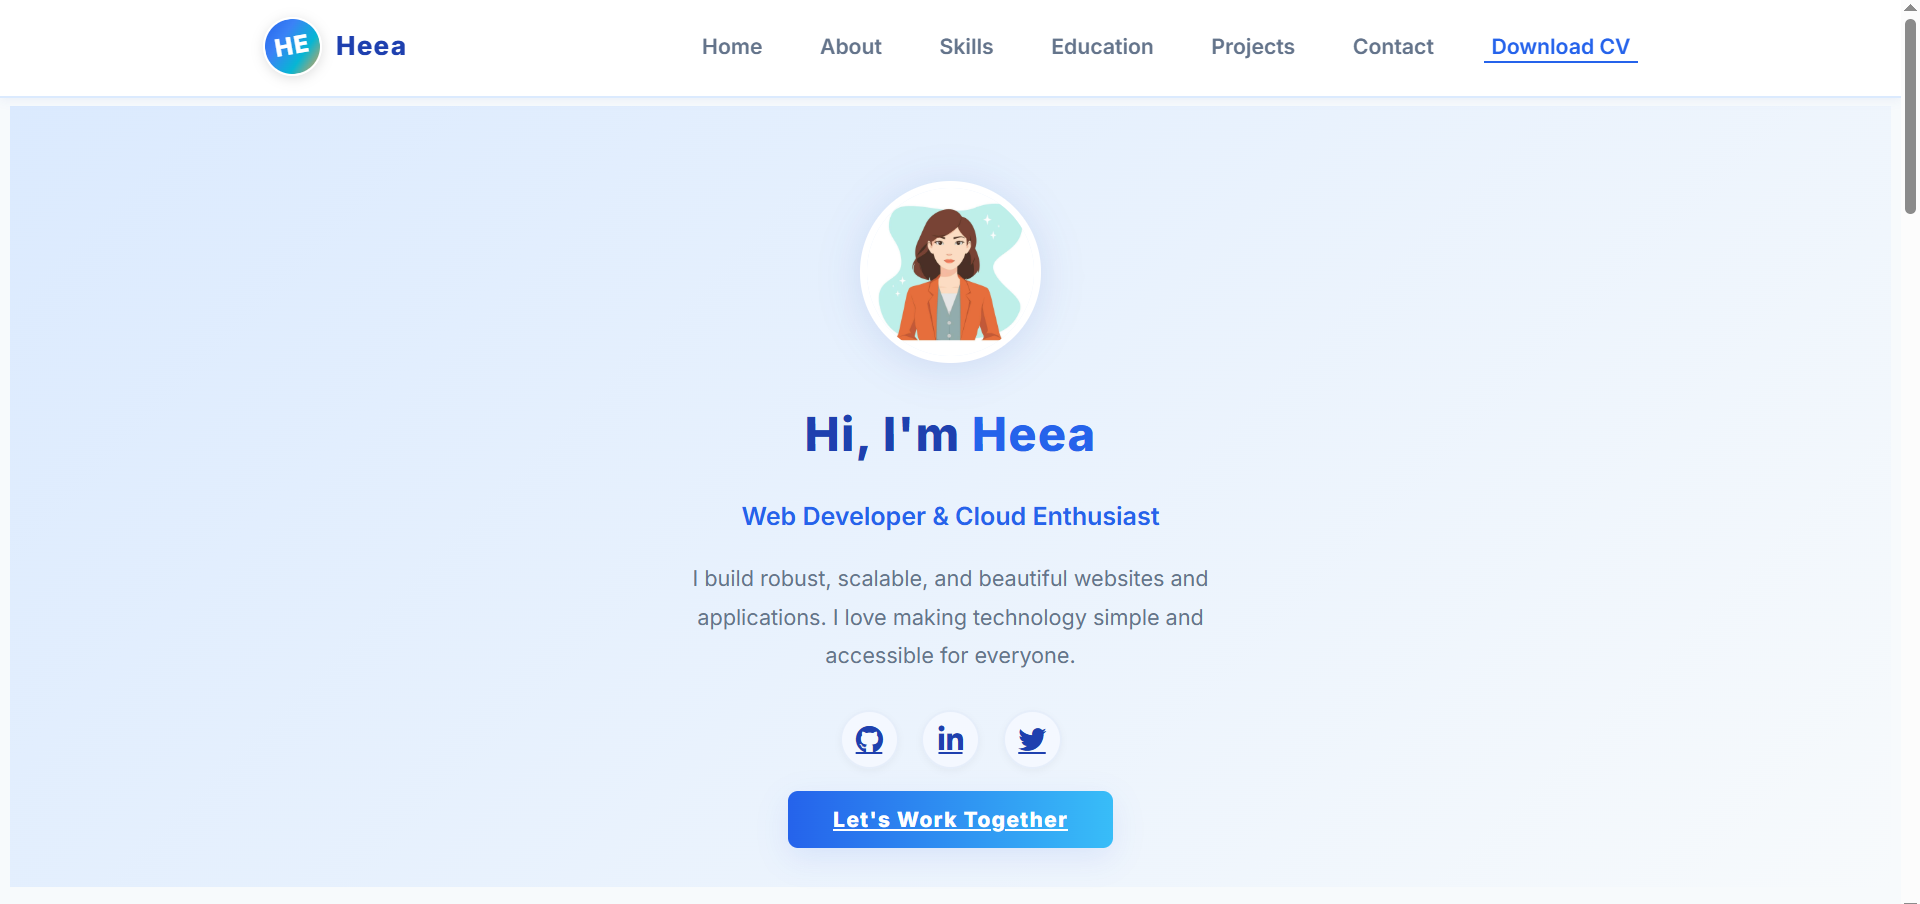 HE Heea Home About Skills Education Projects Contact Download CV
Hi, I'm Heea
Web Developer & Cloud Enthusiast
I build robust, scalable, and beautiful websites and
applications. I love making technology simple and
accessible for everyone.
in
Let's Work Together